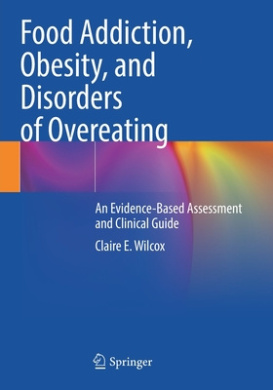 Food Addiction,
Obesity, and
Disorders
of Overeating
An Evidence-Based Assessment
and Clinical Guide
Claire E. Wilcox
Springer